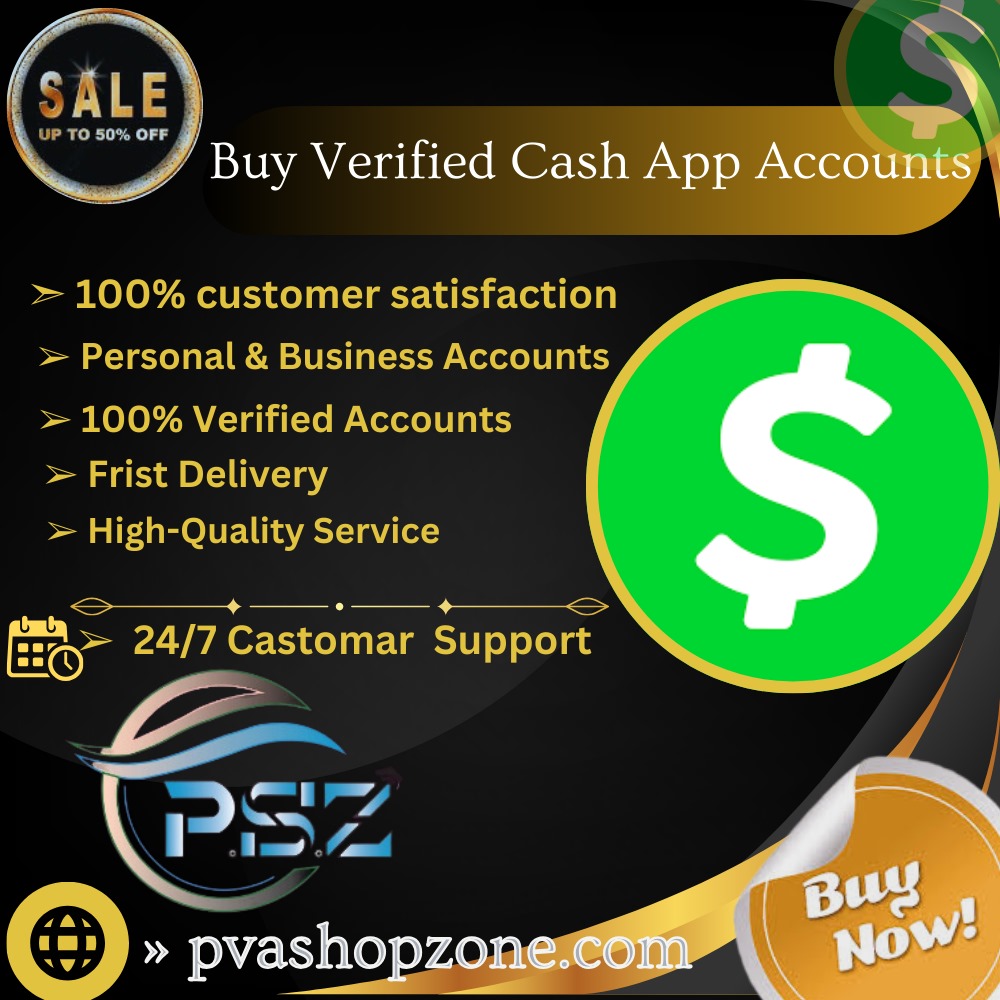 SALE
UP TO 50% OFF
Buy Verified Cash App Accounts
➢ 100% customer satisfaction
➢ Personal & Business Accounts
➢ 100% Verified Accounts
➢ Frist Delivery
➢ High-Quality Service
➢ 24/7 Castomar Support
P.S.Z
Buy
Now!
» pvashopzone.com